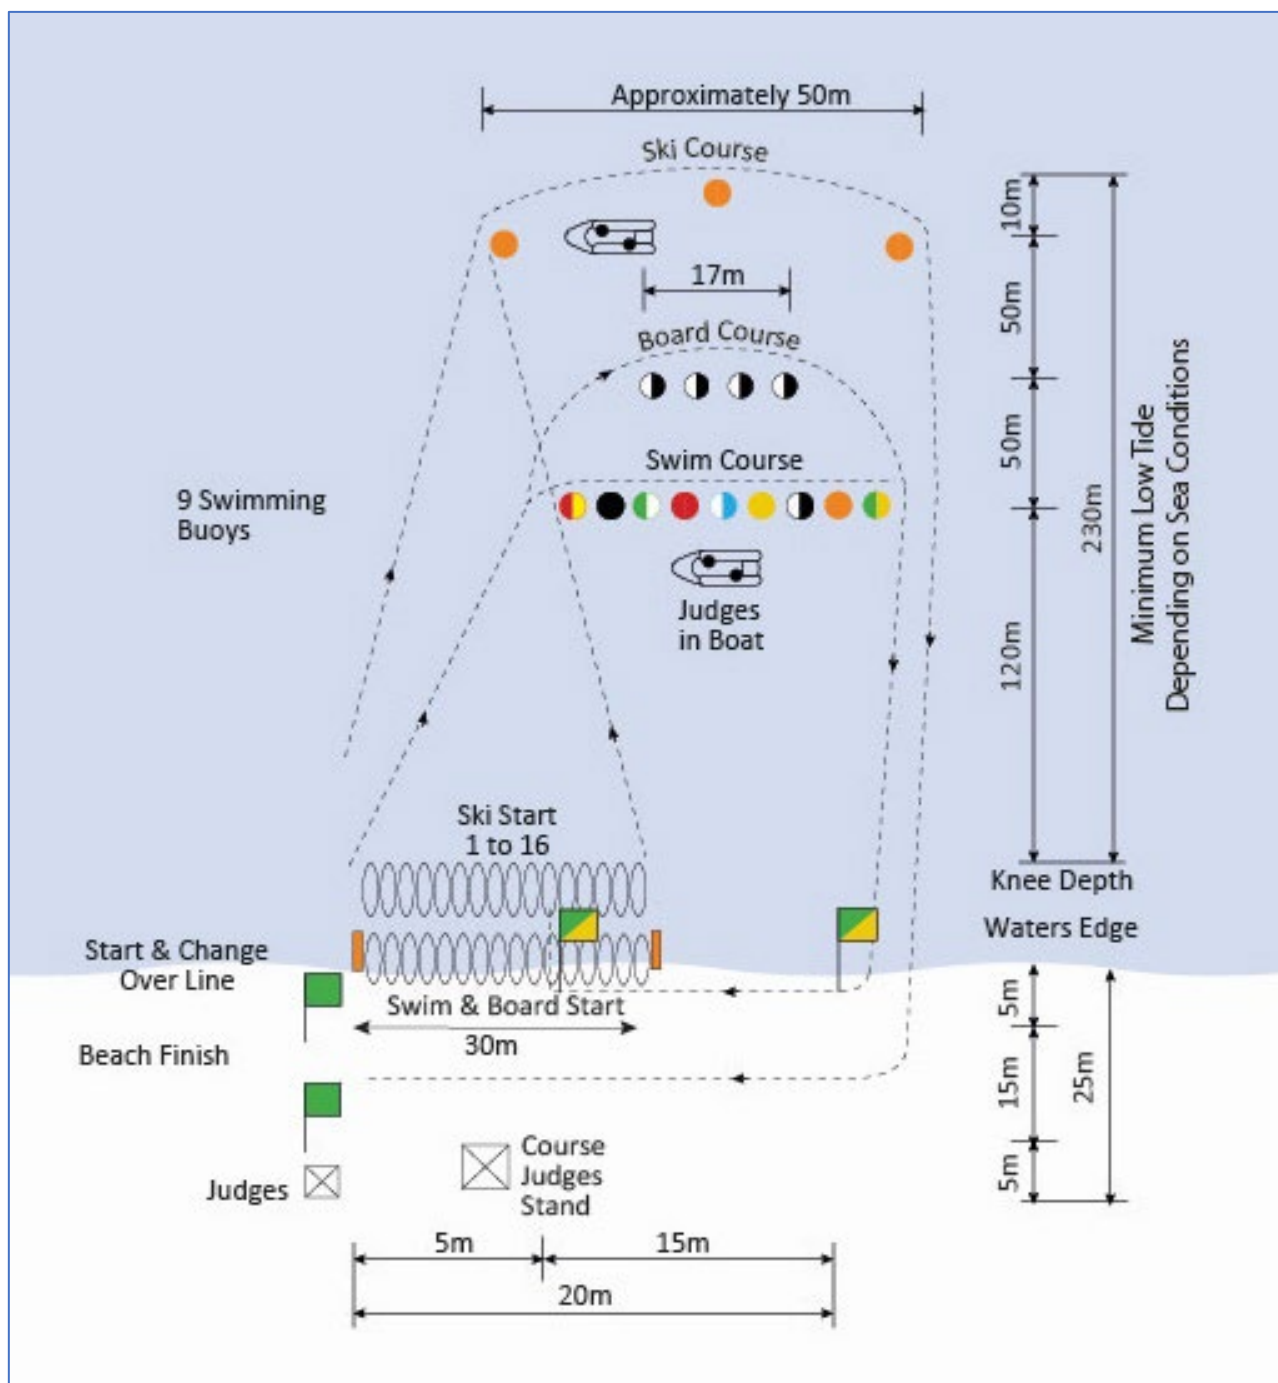 Approximately 50m
Ski Course
10m
17m
50m
Board Course
50m
Swim Course
9 Swimming
Buoys
230m
Minimum Low Tide
Depending on Sea Conditions
Judges
in Boat
120m
Ski Start
1 to 16
Knee Depth
Waters Edge
Start & Change
Over Line
Swim & Board Start
30m
5m
Beach Finish
15m
25m
Course
Judges
Stand
Judges
5m
5m
15m
20m